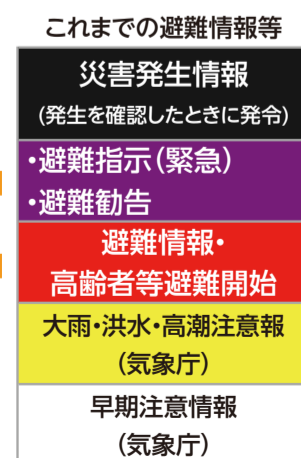 これまでの避難情報等
災害発生情報
(発生を確認したときに発令)
・避難指示(緊急)
・避難勧告
避難情報・
高齢者等避難開始
大雨・洪水・高潮注意報
(気象庁)
早期注意情報
(気象庁)